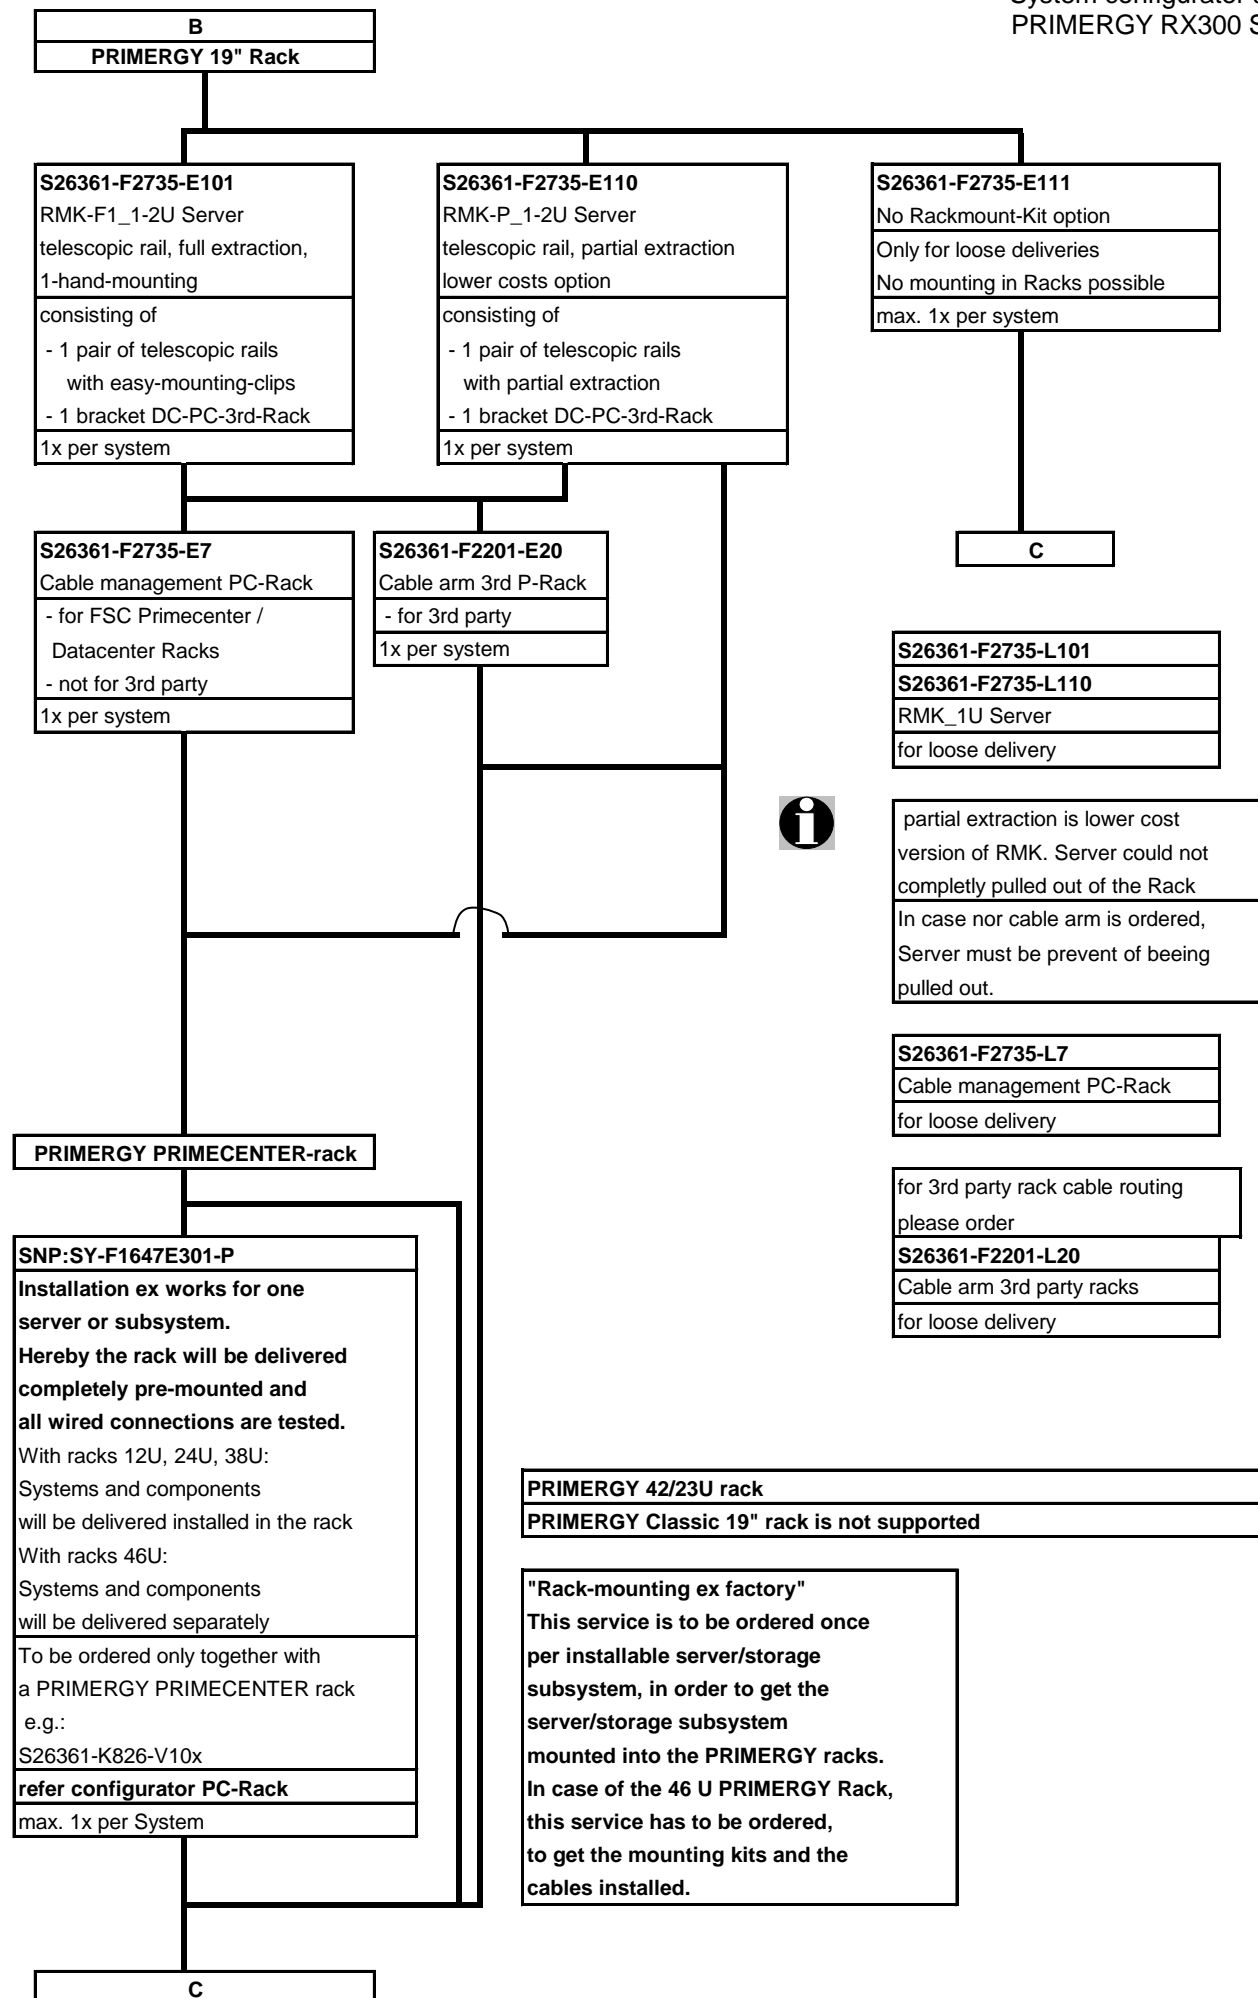 PRIMERGY RX300 S
B
PRIMERGY 19" Rack
S26361-F2735-E101
RMK-F1_1-2U Server
telescopic rail, full extraction,
1-hand-mounting
consisting of
- 1 pair of telescopic rails
with easy-mounting-clips
- 1 bracket DC-PC-3rd-Rack
1x per system
S26361-F2735-E110
RMK-P_1-2U Server
telescopic rail, partial extraction
lower costs option
consisting of
- 1 pair of telescopic rails
with partial extraction
- 1 bracket DC-PC-3rd-Rack
1x per system
S26361-F2735-E111
No Rackmount-Kit option
Only for loose deliveries
No mounting in Racks possible
max. 1x per system
S26361-F2735-E7
Cable management PC-Rack
- for FSC Primecenter /
Datacenter Racks
- not for 3rd party
1x per system
S26361-F2201-E20
Cable arm 3rd P-Rack
- for 3rd party
1x per system
C
S26361-F2735-L101
S26361-F2735-L110
RMK_1U Server
for loose delivery
i
partial extraction is lower cost
version of RMK. Server could not
completly pulled out of the Rack
In case nor cable arm is ordered,
Server must be prevent of beeing
pulled out.
S26361-F2735-L7
Cable management PC-Rack
for loose delivery
for 3rd party rack cable routing
please order
S26361-F2201-L20
Cable arm 3rd party racks
for loose delivery
PRIMERGY PRIMECENTER-rack
SNP:SY-F1647E301-P
Installation ex works for one
server or subsystem.
Hereby the rack will be delivered
completely pre-mounted and
all wired connections are tested.
With racks 12U, 24U, 38U:
Systems and components
will be delivered installed in the rack
With racks 46U:
Systems and components
will be delivered separately
To be ordered only together with
a PRIMERGY PRIMECENTER rack
e.g.:
S26361-K826-V10x
refer configurator PC-Rack
max. 1x per System
PRIMERGY 42/23U rack
PRIMERGY Classic 19" rack is not supported
"Rack-mounting ex factory"
This service is to be ordered once
per installable server/storage
subsystem, in order to get the
server/storage subsystem
mounted into the PRIMERGY racks.
In case of the 46 U PRIMERGY Rack,
this service has to be ordered,
to get the mounting kits and the
cables installed.
C